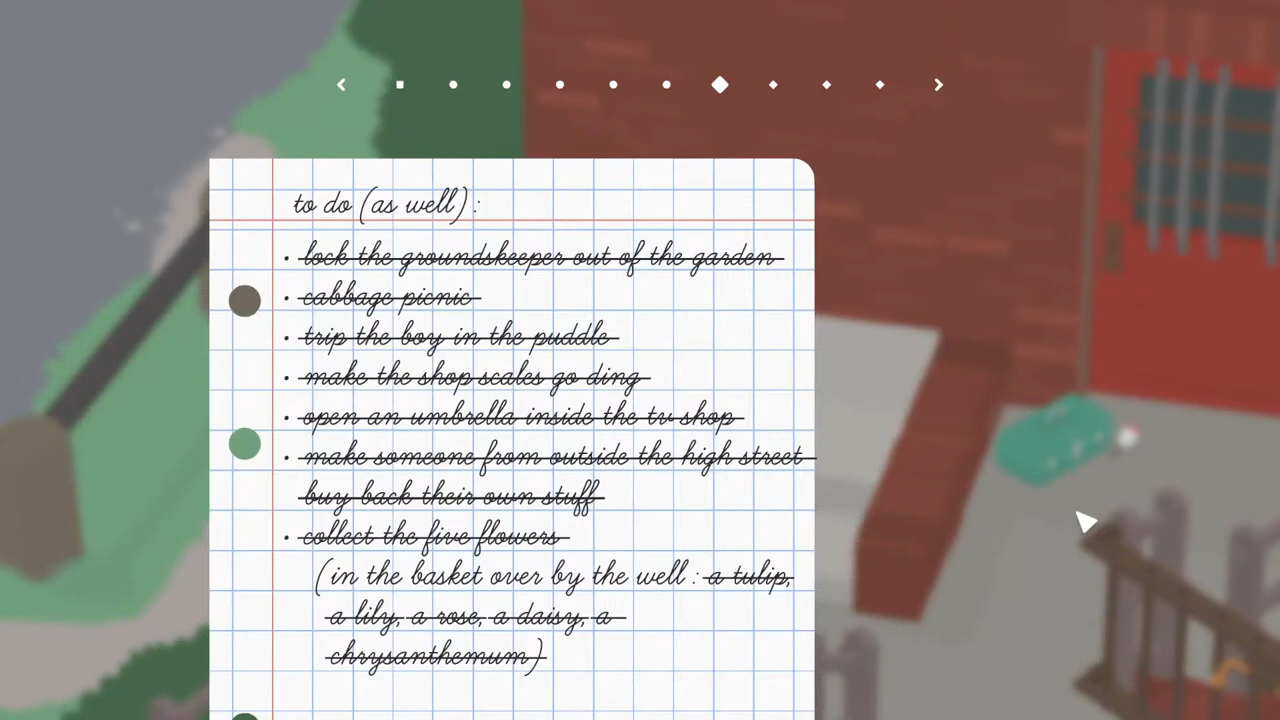 to do (as well) :
• lock the groundskeeper out of the garden
• cabbage picnic
• trip the boy in the puddle
• make the shop scales go ding
• open an umbrella inside the tv shop
• make someone from outside the high street
buy back their own stuff
• collect the five flowers
(in the basket over by the well : a tulip,
a lily, a rose, a daisy, a
chrysanthemum)